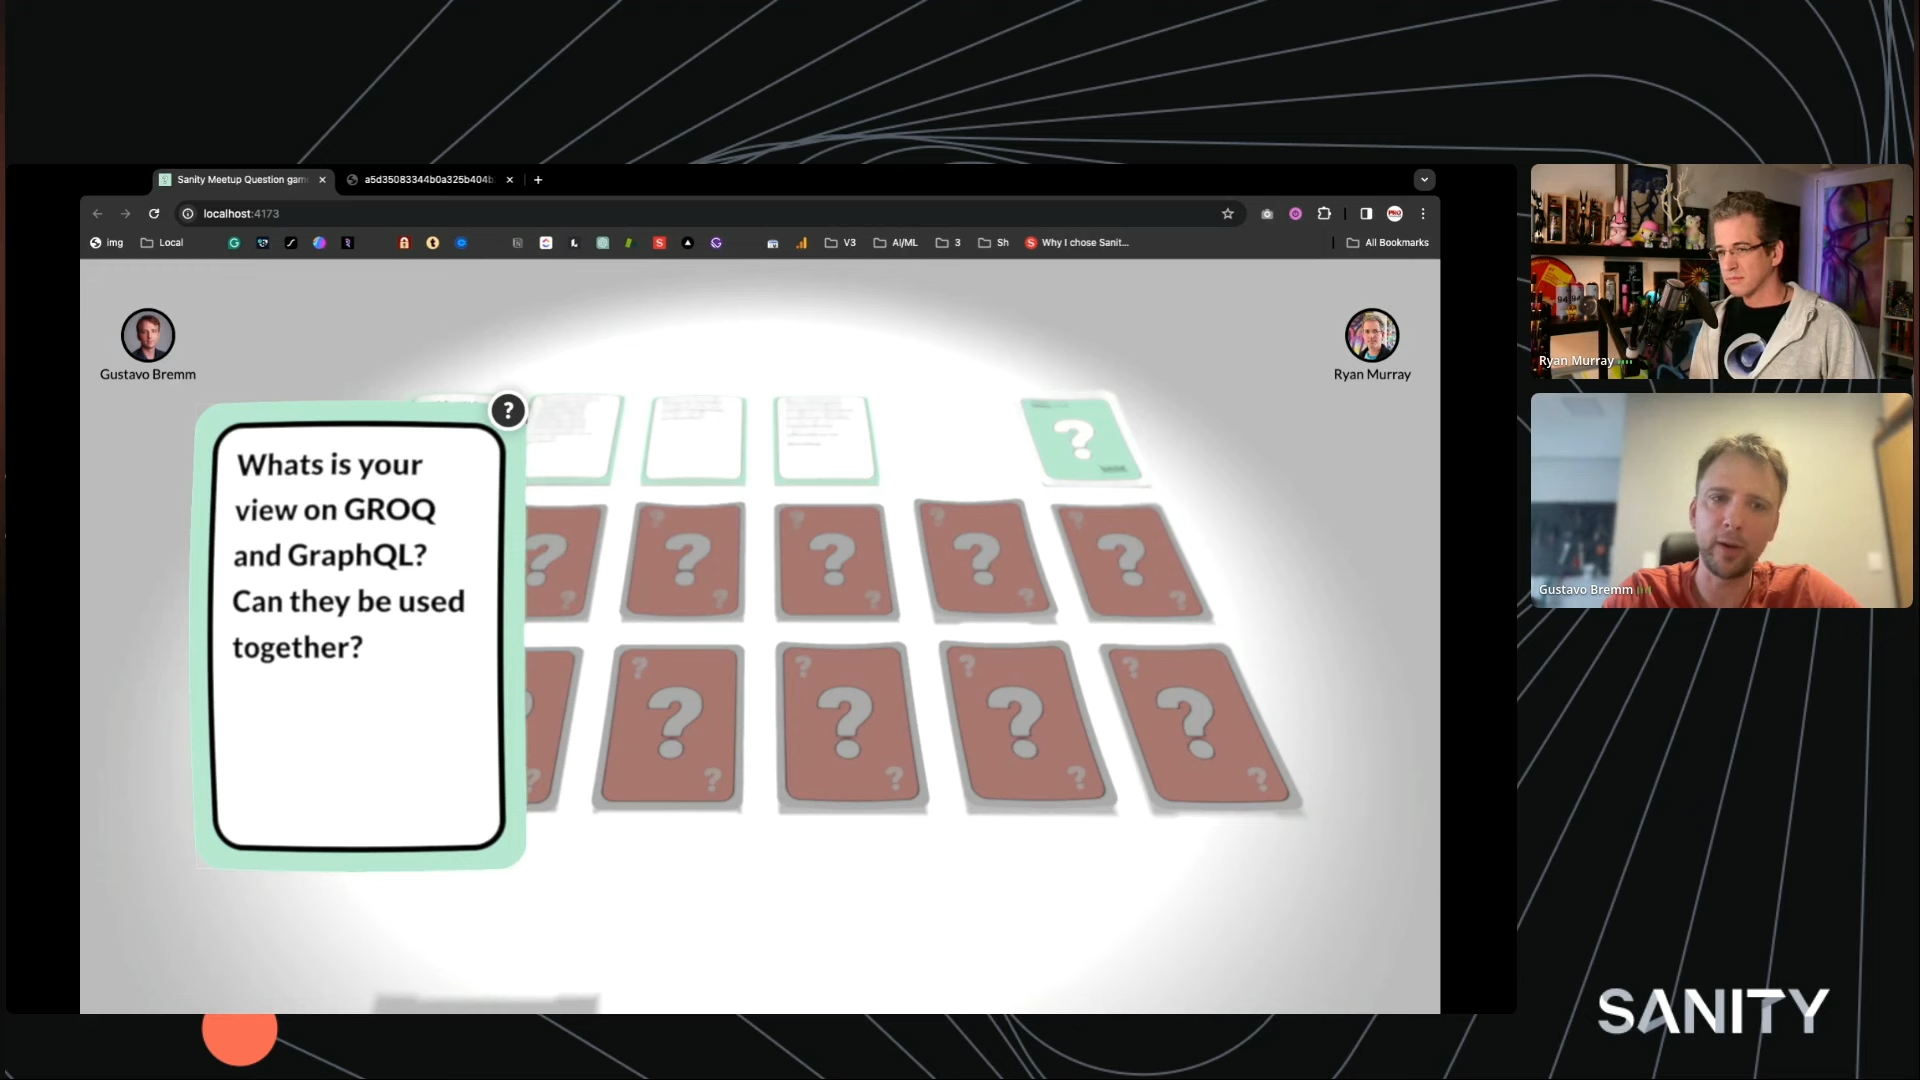 Sanity Meetup Question gam
a5d35083344b0a325b404b
localhost:4173
img
Local
V3
AI/ML
3
Sh
Why I chose Sanit...
All Bookmarks
Gustavo Bremm
Ryan Murray
?
Whats is your
view on GROQ
and GraphQL?
Can they be used
together?
Ryan Murray
Gustavo Bremm
SANITY